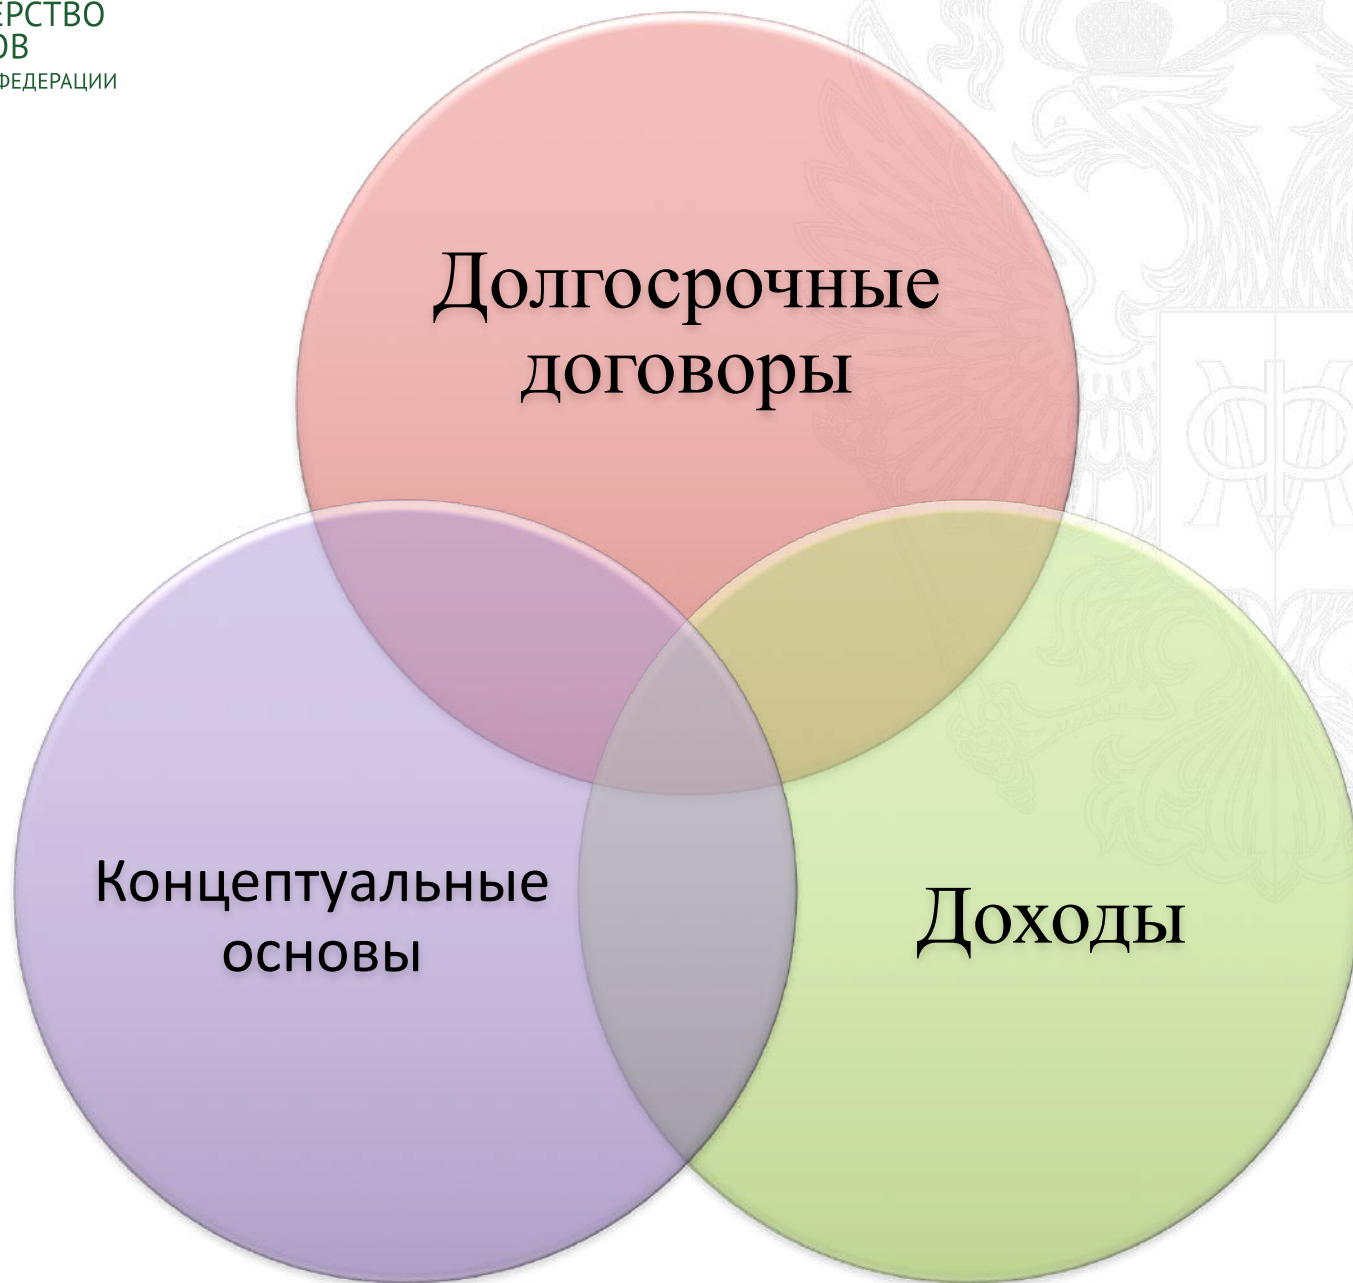 ЕРСТВО
ОВ
ФЕДЕРАЦИИ
Долгосрочные
договоры
Концептуальные
основы
Доходы